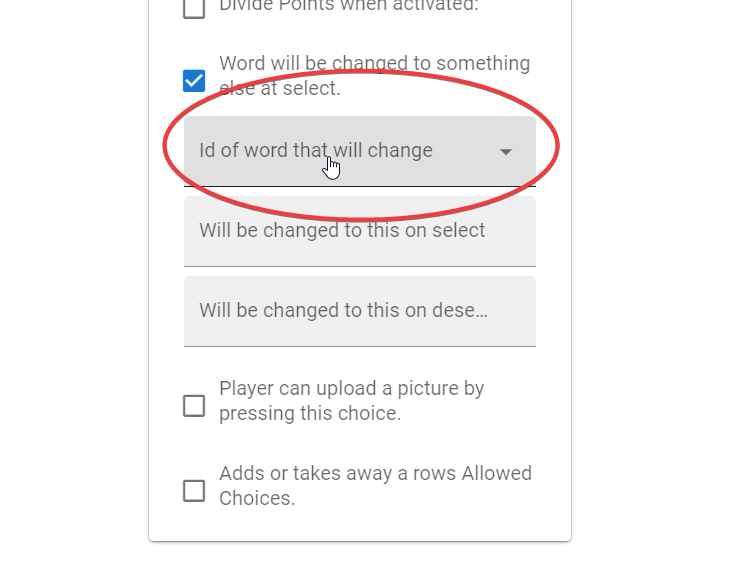 Divide Points when activated:
Word will be changed to something
else at select.
Id of word that will change
Will be changed to this on select
Will be changed to this on dese…
Player can upload a picture by
pressing this choice.
Adds or takes away a rows Allowed
Choices.